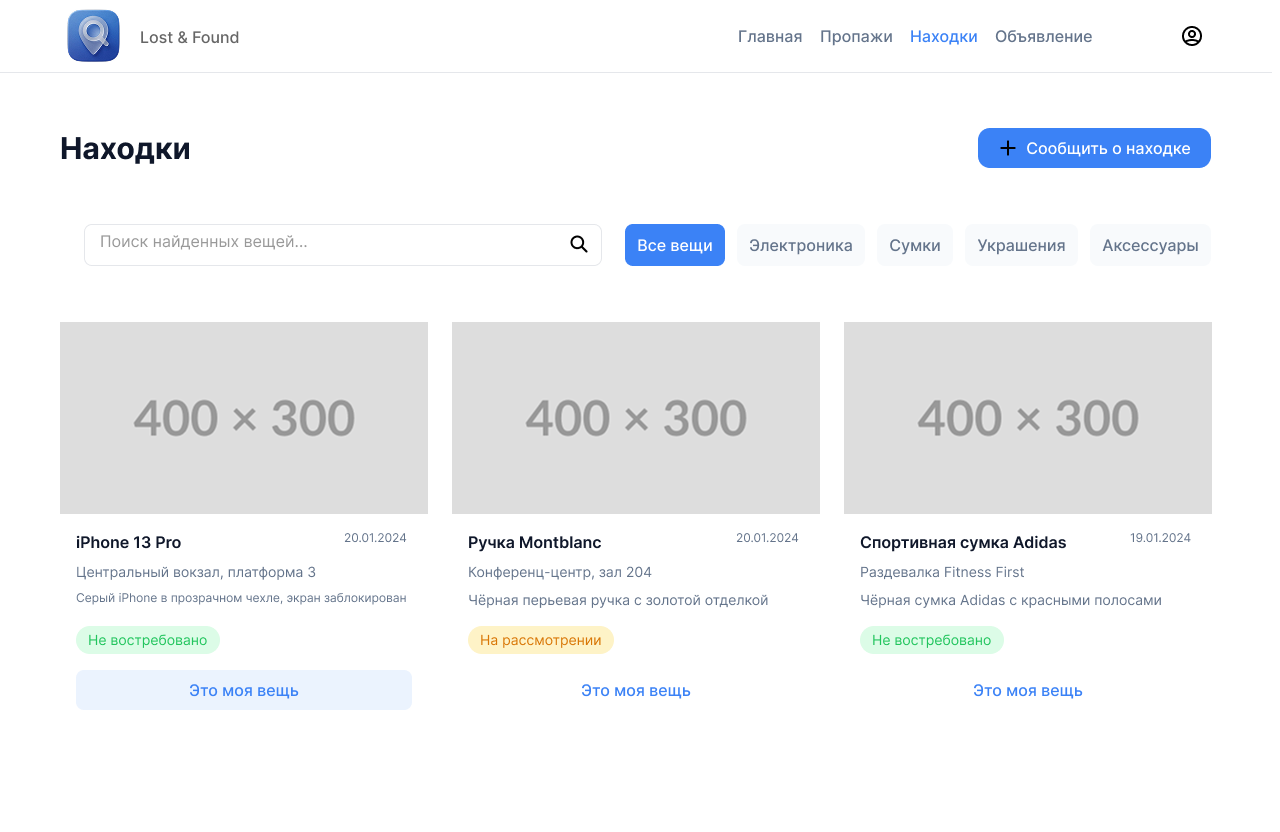 Lost & Found
Главная Пропажи Находки Объявление
Находки
Сообщить о находке
Поиск найденных вещей...
Все вещи Электроника Сумки Украшения Аксессуары
400 × 300
iPhone 13 Pro 20.01.2024
Центральный вокзал, платформа 3
Серый iPhone в прозрачном чехле, экран заблокирован
Не востребовано
Это моя вещь
400 × 300
Ручка Montblanc 20.01.2024
Конференц-центр, зал 204
Чёрная перьевая ручка с золотой отделкой
На рассмотрении
Это моя вещь
400 × 300
Спортивная сумка Adidas 19.01.2024
Раздевалка Fitness First
Чёрная сумка Adidas с красными полосами
Не востребовано
Это моя вещь